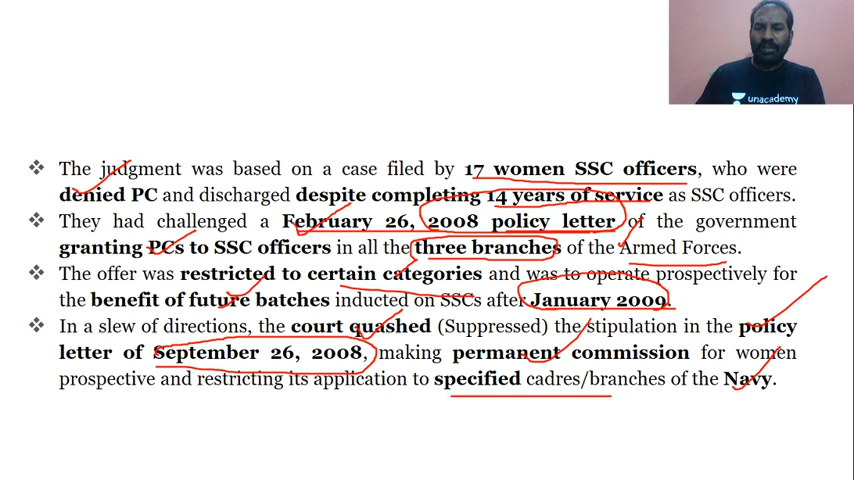 unacademy
❖ The judgment was based on a case filed by 17 women SSC officers, who were
denied PC and discharged despite completing 14 years of service as SSC officers.
❖ They had challenged a February 26, 2008 policy letter of the government
granting PCs to SSC officers in all the three branches of the Armed Forces.
❖ The offer was restricted to certain categories and was to operate prospectively for
the benefit of future batches inducted on SSCs after January 2009.
❖ In a slew of directions, the court quashed (Suppressed) the stipulation in the policy
letter of September 26, 2008, making permanent commission for women
prospective and restricting its application to specified cadres/branches of the Navy.